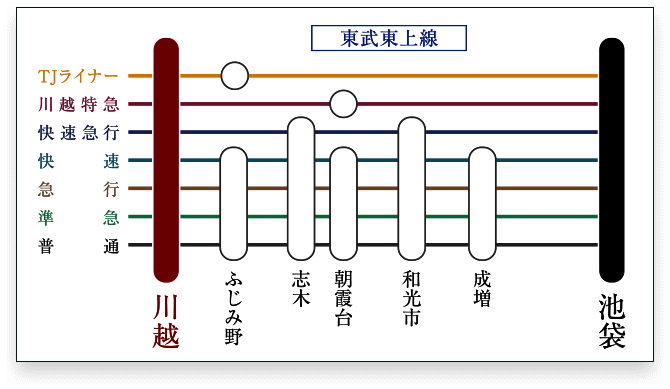 東武東上線
TJライナー
川越特急
快速急行
快速
急行
準急
普通
川越
ふじみ野
志木
朝霞台
和光市
成増
池袋